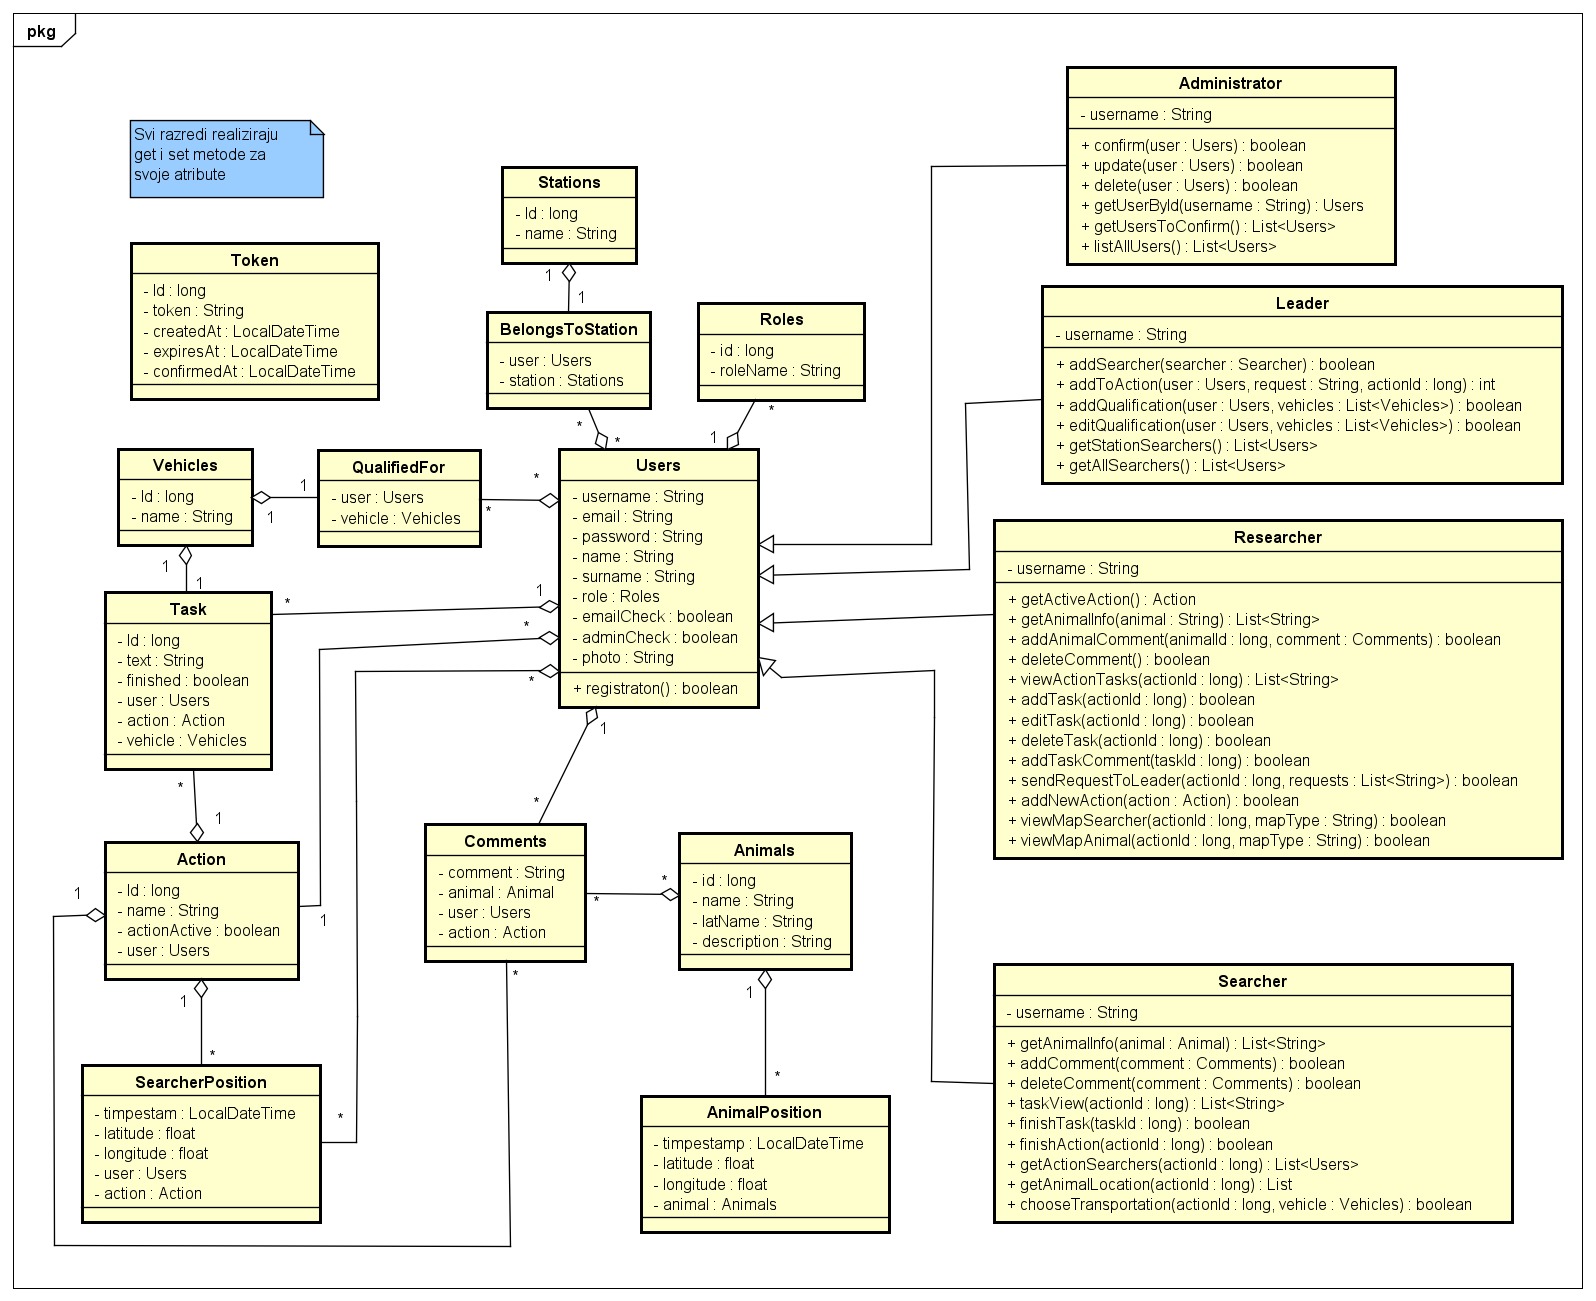 pkg
Svi razredi realiziraju
get i set metode za
svoje atribute
Token
- Id : long
- token : String
- createdAt : LocalDateTime
- expiresAt : LocalDateTime
- confirmedAt : LocalDateTime
Stations
- Id : long
- name : String
1
1
BelongsToStation
- user : Users
- station : Stations
*
*
Roles
- id : long
- roleName : String
*
1
Administrator
- username : String
+ confirm(user : Users) : boolean
+ update(user : Users) : boolean
+ delete(user : Users) : boolean
+ getUserById(username : String) : Users
+ getUsersToConfirm() : List<Users>
+ listAllUsers() : List<Users>
Leader
- username : String
+ addSearcher(searcher : Searcher) : boolean
+ addToAction(user : Users, request : String, actionId : long) : int
+ addQualification(user : Users, vehicles : List<Vehicles>) : boolean
+ editQualification(user : Users, vehicles : List<Vehicles>) : boolean
+ getStationSearchers() : List<Users>
+ getAllSearchers() : List<Users>
Vehicles
- Id : long
- name : String
1
1
1
1
QualifiedFor
- user : Users
- vehicle : Vehicles
*
*
Users
- username : String
- email : String
- password : String
- name : String
- surname : String
- role : Roles
- emailCheck : boolean
- adminCheck : boolean
- photo : String
+ registraton() : boolean
*
1
*
*
1
*
Researcher
- username : String
+ getActiveAction() : Action
+ getAnimalInfo(animal : String) : List<String>
+ addAnimalComment(animalId : long, comment : Comments) : boolean
+ deleteComment() : boolean
+ viewActionTasks(actionId : long) : List<String>
+ addTask(actionId : long) : boolean
+ editTask(actionId : long) : boolean
+ deleteTask(actionId : long) : boolean
+ addTaskComment(taskId : long) : boolean
+ sendRequestToLeader(actionId : long, requests : List<String>) : boolean
+ addNewAction(action : Action) : boolean
+ viewMapSearcher(actionId : long, mapType : String) : boolean
+ viewMapAnimal(actionId : long, mapType : String) : boolean
Task
- Id : long
- text : String
- finished : boolean
- user : Users
- action : Action
- vehicle : Vehicles
*
1
Action
- Id : long
- name : String
- actionActive : boolean
- user : Users
1
1
1
*
Comments
- comment : String
- animal : Animal
- user : Users
- action : Action
*
*
*
Animals
- id : long
- name : String
- latName : String
- description : String
1
*
Searcher
- username : String
+ getAnimalInfo(animal : Animal) : List<String>
+ addComment(comment : Comments) : boolean
+ deleteComment(comment : Comments) : boolean
+ taskView(actionId : long) : List<String>
+ finishTask(taskId : long) : boolean
+ finishAction(actionId : long) : boolean
+ getActionSearchers(actionId : long) : List<Users>
+ getAnimalLocation(actionId : long) : List
+ chooseTransportation(actionId : long, vehicle : Vehicles) : boolean
SearcherPosition
- timpestam : LocalDateTime
- latitude : float
- longitude : float
- user : Users
- action : Action
*
AnimalPosition
- timpestamp : LocalDateTime
- latitude : float
- longitude : float
- animal : Animals